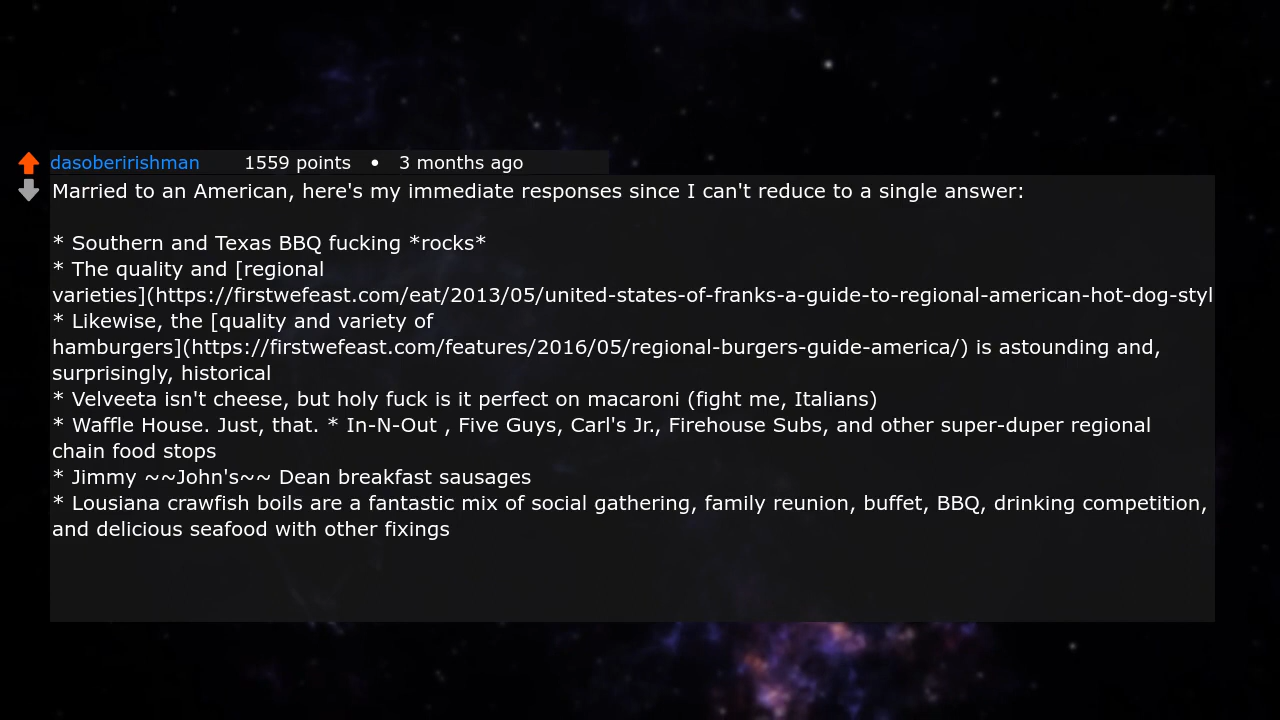 dasoberirishman 1559 points • 3 months ago
Married to an American, here's my immediate responses since I can't reduce to a single answer:
* Southern and Texas BBQ fucking *rocks*
* The quality and [regional
varieties](https://firstwefeast.com/eat/2013/05/united-states-of-franks-a-guide-to-regional-american-hot-dog-styl
* Likewise, the [quality and variety of
hamburgers](https://firstwefeast.com/features/2016/05/regional-burgers-guide-america/) is astounding and,
surprisingly, historical
* Velveeta isn't cheese, but holy fuck is it perfect on macaroni (fight me, Italians)
* Waffle House. Just, that. * In-N-Out , Five Guys, Carl's Jr., Firehouse Subs, and other super-duper regional
chain food stops
* Jimmy ~~John's~~ Dean breakfast sausages
* Lousiana crawfish boils are a fantastic mix of social gathering, family reunion, buffet, BBQ, drinking competition,
and delicious seafood with other fixings